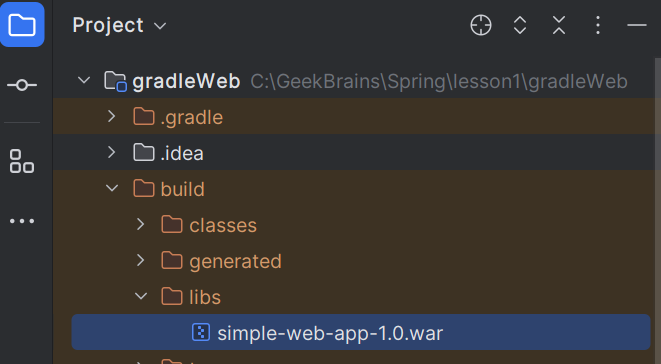 Project
gradleWeb C:\GeekBrains\Spring\lesson1\gradleWeb
.gradle
.idea
build
classes
generated
libs
simple-web-app-1.0.war